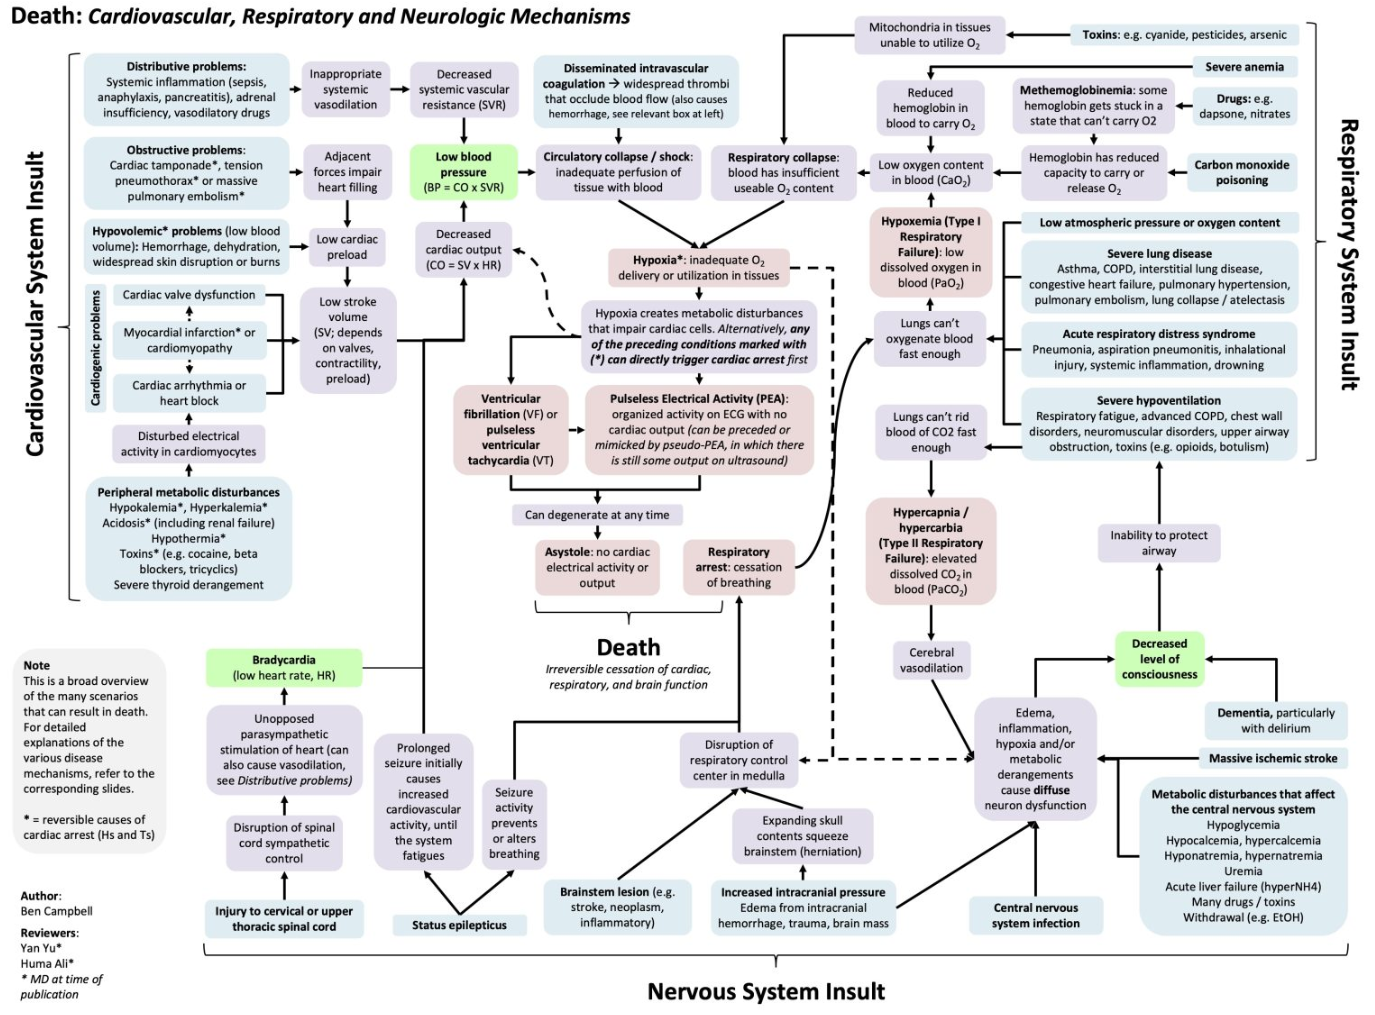 Death: Cardiovascular, Respiratory and Neurologic Mechanisms
Cardiovascular System Insult
Distributive problems:
Systemic inflammation (sepsis,
anaphylaxis, pancreatitis), adrenal
insufficiency, vasodilatory drugs
Inappropriate
systemic
vasodilation
Decreased
systemic vascular
resistance (SVR)
Obstructive problems:
Cardiac tamponade*, tension
pneumothorax* or massive
pulmonary embolism*
Adjacent
forces impair
heart filling
Low blood
pressure
(BP = CO x SVR)
Hypovolemic* problems (low blood
volume): Hemorrhage, dehydration,
widespread skin disruption or burns
Low cardiac
preload
Decreased
cardiac output
(CO = SV x HR)
Cardiogenic problems
Cardiac valve dysfunction
Myocardial infarction* or
cardiomyopathy
Cardiac arrhythmia or
heart block
Low stroke
volume
(SV; depends
on valves,
contractility,
preload)
Disturbed electrical
activity in cardiomyocytes
Peripheral metabolic disturbances
Hypokalemia*, Hyperkalemia*
Acidosis* (including renal failure)
Hypothermia*
Toxins* (e.g. cocaine, beta
blockers, tricyclics)
Severe thyroid derangement
Disseminated intravascular
coagulation → widespread thrombi
that occlude blood flow (also causes
hemorrhage, see relevant box at left)
Circulatory collapse / shock:
inadequate perfusion of
tissue with blood
Respiratory collapse:
blood has insufficient
useable O2 content
Hypoxia*: inadequate O2
delivery or utilization in tissues
Hypoxia creates metabolic disturbances
that impair cardiac cells. Alternatively, any
of the preceding conditions marked with
(*) can directly trigger cardiac arrest first
Ventricular
fibrillation (VF) or
pulseless
ventricular
tachycardia (VT)
Pulseless Electrical Activity (PEA):
organized activity on ECG with no
cardiac output (can be preceded or
mimicked by pseudo-PEA, in which there
is still some output on ultrasound)
Can degenerate at any time
Asystole: no cardiac
electrical activity or
output
Respiratory
arrest: cessation
of breathing
Death
Irreversible cessation of cardiac,
respiratory, and brain function
Respiratory System Insult
Mitochondria in tissues
unable to utilize O2
Toxins: e.g. cyanide, pesticides, arsenic
Severe anemia
Reduced
hemoglobin in
blood to carry O2
Methemoglobinemia: some
hemoglobin gets stuck in a
state that can't carry O2
Drugs: e.g.
dapsone, nitrates
Low oxygen content
in blood (CaO2)
Hemoglobin has reduced
capacity to carry or
release O2
Carbon monoxide
poisoning
Hypoxemia (Type I
Respiratory
Failure): low
dissolved oxygen in
blood (PaO2)
Low atmospheric pressure or oxygen content
Severe lung disease
Asthma, COPD, interstitial lung disease,
congestive heart failure, pulmonary hypertension,
pulmonary embolism, lung collapse / atelectasis
Lungs can't
oxygenate blood
fast enough
Acute respiratory distress syndrome
Pneumonia, aspiration pneumonitis, inhalational
injury, systemic inflammation, drowning
Severe hypoventilation
Respiratory fatigue, advanced COPD, chest wall
disorders, neuromuscular disorders, upper airway
obstruction, toxins (e.g. opioids, botulism)
Lungs can't rid
blood of CO2 fast
enough
Hypercapnia /
hypercarbia
(Type II Respiratory
Failure): elevated
dissolved CO2 in
blood (PaCO2)
Inability to protect
airway
Cerebral
vasodilation
Decreased
level of
consciousness
Dementia, particularly
with delirium
Massive ischemic stroke
Edema,
inflammation,
hypoxia and/or
metabolic
derangements
cause diffuse
neuron dysfunction
Metabolic disturbances that affect
the central nervous system
Hypoglycemia
Hypocalcemia, hypercalcemia
Hyponatremia, hypernatremia
Uremia
Acute liver failure (hyperNH4)
Many drugs / toxins
Withdrawal (e.g. EtOH)
Note
This is a broad overview
of the many scenarios
that can result in death.
For detailed
explanations of the
various disease
mechanisms, refer to the
corresponding slides.
* = reversible causes of
cardiac arrest (Hs and Ts)
Bradycardia
(low heart rate, HR)
Unopposed
parasympathetic
stimulation of heart (can
also cause vasodilation,
see Distributive problems)
Disruption of spinal
cord sympathetic
control
Injury to cervical or upper
thoracic spinal cord
Prolonged
seizure initially
causes
increased
cardiovascular
activity, until
the system
fatigues
Seizure
activity
prevents
or alters
breathing
Status epilepticus
Disruption of
respiratory control
center in medulla
Expanding skull
contents squeeze
brainstem (herniation)
Brainstem lesion (e.g.
stroke, neoplasm,
inflammatory)
Increased intracranial pressure
Edema from intracranial
hemorrhage, trauma, brain mass
Central nervous
system infection
Nervous System Insult
Author:
Ben Campbell
Reviewers:
Yan Yu*
Huma Ali*
* MD at time of
publication